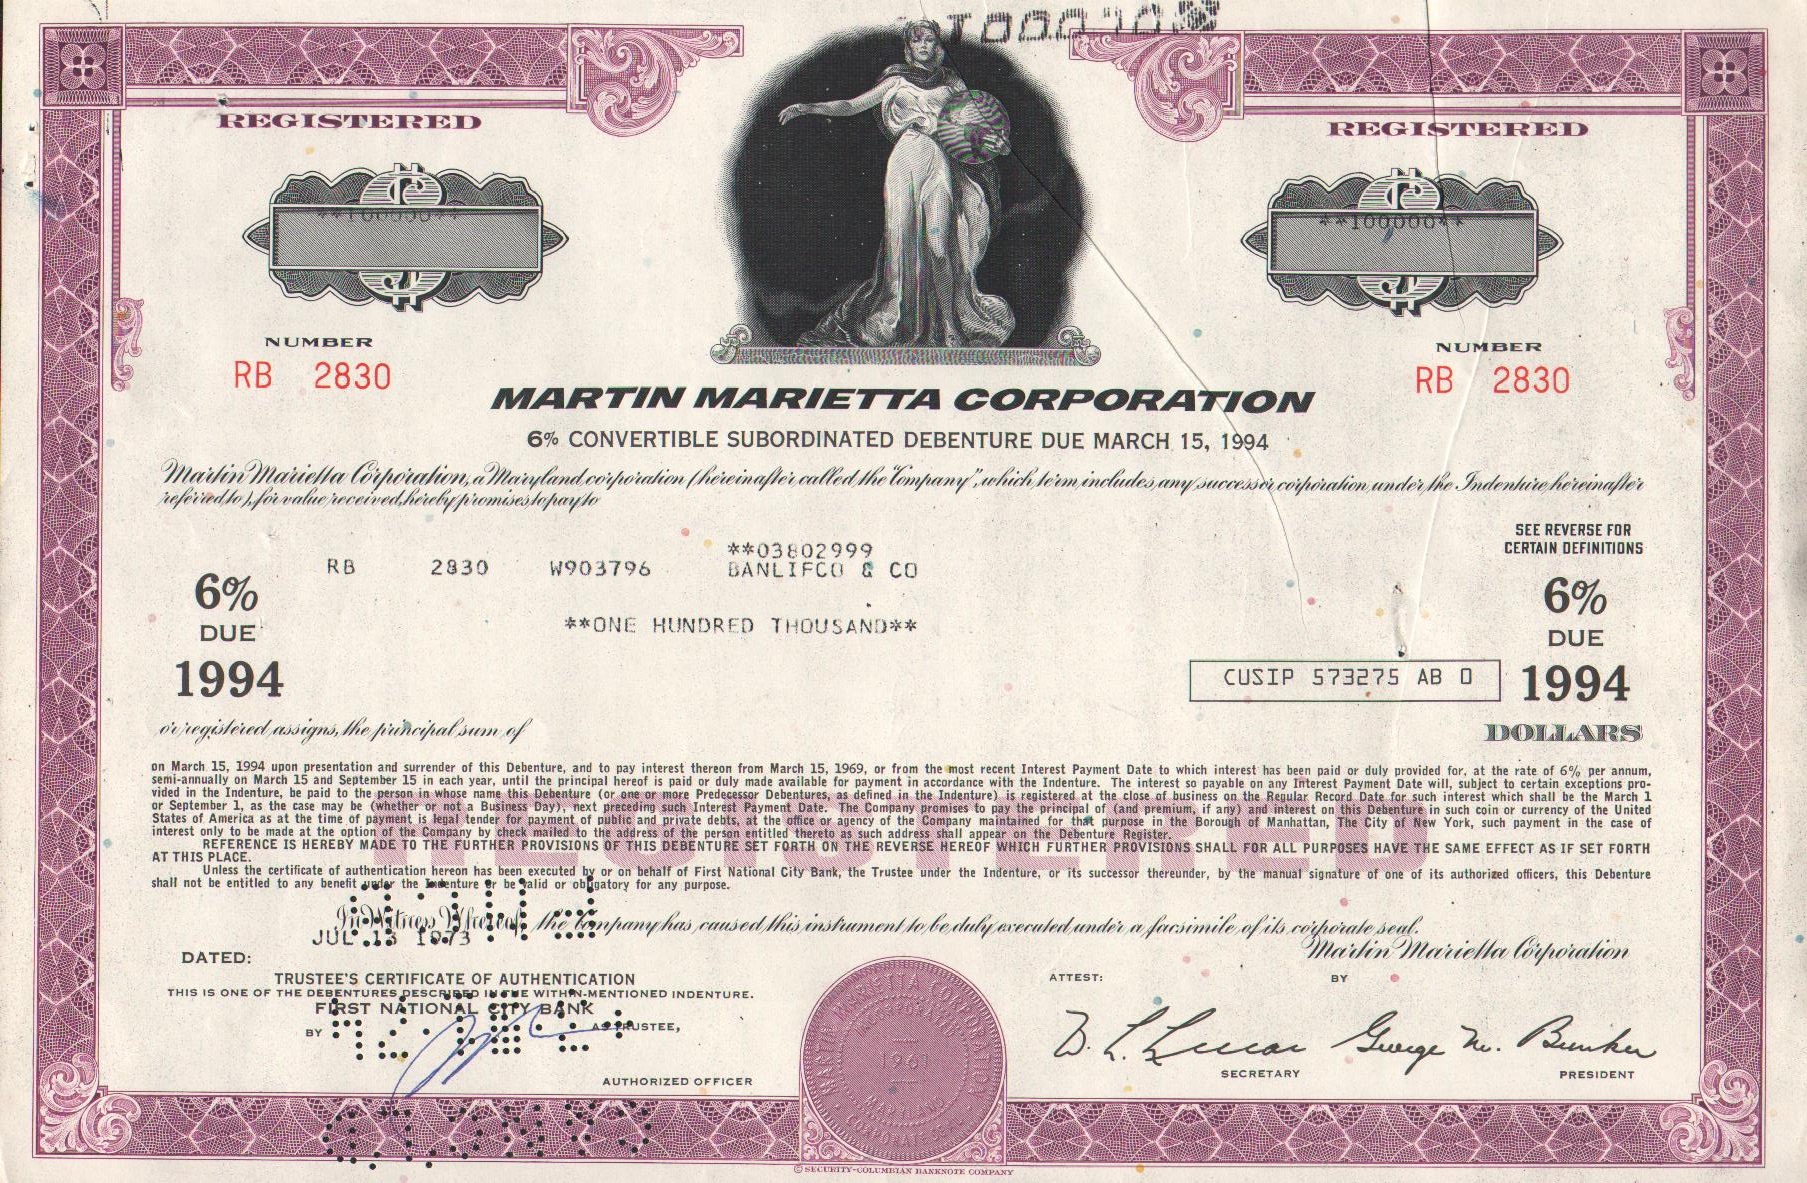 REGISTERED
REGISTERED
**100000**
**100000**
NUMBER
RB 2830
NUMBER
RB 2830
MARTIN MARIETTA CORPORATION
6% CONVERTIBLE SUBORDINATED DEBENTURE DUE MARCH 15, 1994
Martin Marietta Corporation, a Maryland corporation (hereinafter called the "Company", which term includes any successor corporation under the Indenture hereinafter
referred to), for value received, hereby promises to pay to
SEE REVERSE FOR
CERTAIN DEFINITIONS
**03802999
RB 2830 W903796 BANLIFCO & CO
**ONE HUNDRED THOUSAND**
6%
DUE
1994
6%
DUE
1994
CUSIP 573275 AB 0
or registered assigns, the principal sum of
DOLLARS
on March 15, 1994 upon presentation and surrender of this Debenture, and to pay interest thereon from March 15, 1969, or from the most recent Interest Payment Date to which interest has been paid or duly provided for, at the rate of 6% per annum,
semi-annually on March 15 and September 15 in each year, until the principal hereof is paid or duly made available for payment in accordance with the Indenture. The interest so payable on any Interest Payment Date will, subject to certain exceptions pro-
vided in the Indenture, be paid to the person in whose name this Debenture (or one or more Predecessor Debentures, as defined in the Indenture) is registered at the close of business on the Regular Record Date for such interest which shall be the March 1
or September 1, as the case may be (whether or not a Business Day), next preceding such Interest Payment Date. The Company promises to pay the principal of (and premium, if any) and interest on this Debenture in such coin or currency of the United
States of America as at the time of payment is legal tender for payment of public and private debts, at the office or agency of the Company maintained for that purpose in the Borough of Manhattan, The City of New York, such payment in the case of
interest only to be made at the option of the Company by check mailed to the address of the person entitled thereto as such address shall appear on the Debenture Register.
REFERENCE IS HEREBY MADE TO THE FURTHER PROVISIONS OF THIS DEBENTURE SET FORTH ON THE REVERSE HEREOF WHICH FURTHER PROVISIONS SHALL FOR ALL PURPOSES HAVE THE SAME EFFECT AS IF SET FORTH
AT THIS PLACE.
REGISTERED
Unless the certificate of authentication hereon has been executed by or on behalf of First National City Bank, the Trustee under the Indenture, or its successor thereunder, by the manual signature of one of its authorized officers, this Debenture
shall not be entitled to any benefit under the Indenture or be valid or obligatory for any purpose.
In Witness Whereof, the Company has caused this instrument to be duly executed under a facsimile of its corporate seal.
JUL 13 1973
Martin Marietta Corporation
DATED:
TRUSTEE'S CERTIFICATE OF AUTHENTICATION
THIS IS ONE OF THE DEBENTURES DESCRIBED IN THE WITHIN-MENTIONED INDENTURE.
FIRST NATIONAL CITY BANK
BY AS TRUSTEE,
AUTHORIZED OFFICER
MARTIN MARIETTA CORPORATION
INCORPORATED
1961
MARYLAND
CORPORATE SEAL
ATTEST:
BY
George M. Bunker
SECRETARY
PRESIDENT
© SECURITY-COLUMBIAN BANKNOTE COMPANY